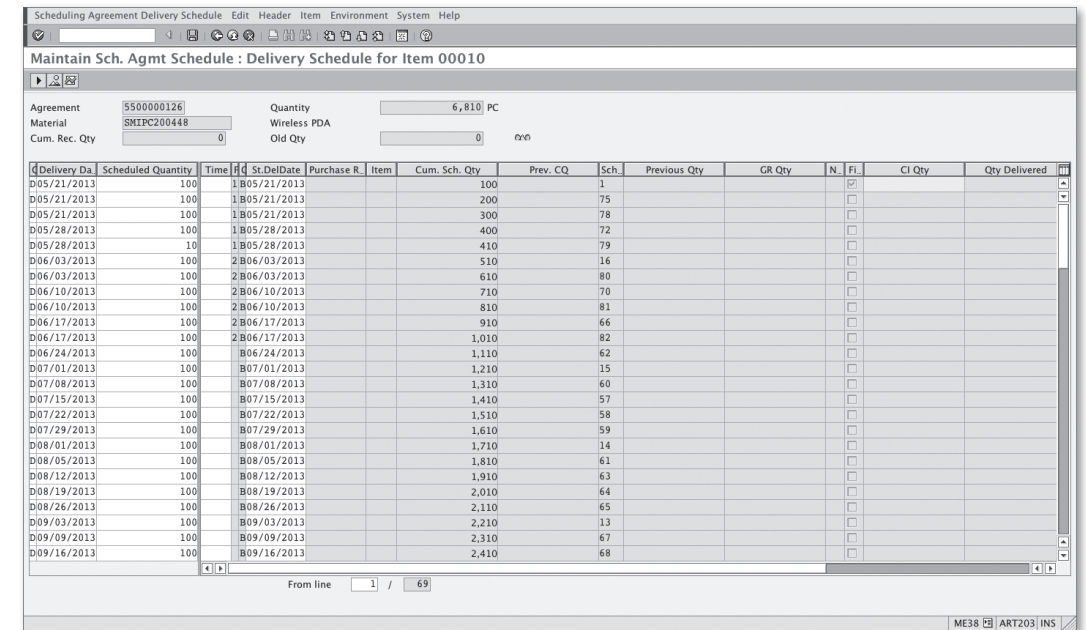 Scheduling Agreement Delivery Schedule Edit Header Item Environment System Help
Maintain Sch. Agmt Schedule : Delivery Schedule for Item 00010
Agreement 5500000126 Quantity 6,810 PC
Material SMIPC200448 Wireless PDA
Cum. Rec. Qty 0 Old Qty 0
C Delivery Da.. Scheduled Quantity Time F C St.DelDate Purchase R.. Item Cum. Sch. Qty Prev. CQ Sch.. Previous Qty GR Qty N.. Fi.. CI Qty Qty Delivered
D 05/21/2013 100 1 B 05/21/2013 100 1
D 05/21/2013 100 1 B 05/21/2013 200 75
D 05/21/2013 100 1 B 05/21/2013 300 78
D 05/28/2013 100 1 B 05/28/2013 400 72
D 05/28/2013 10 1 B 05/28/2013 410 79
D 06/03/2013 100 2 B 06/03/2013 510 16
D 06/03/2013 100 2 B 06/03/2013 610 80
D 06/10/2013 100 2 B 06/10/2013 710 70
D 06/10/2013 100 2 B 06/10/2013 810 81
D 06/17/2013 100 2 B 06/17/2013 910 66
D 06/17/2013 100 2 B 06/17/2013 1,010 82
D 06/24/2013 100 B 06/24/2013 1,110 62
D 07/01/2013 100 B 07/01/2013 1,210 15
D 07/08/2013 100 B 07/08/2013 1,310 60
D 07/15/2013 100 B 07/15/2013 1,410 57
D 07/22/2013 100 B 07/22/2013 1,510 58
D 07/29/2013 100 B 07/29/2013 1,610 59
D 08/01/2013 100 B 08/01/2013 1,710 14
D 08/05/2013 100 B 08/05/2013 1,810 61
D 08/12/2013 100 B 08/12/2013 1,910 63
D 08/19/2013 100 B 08/19/2013 2,010 64
D 08/26/2013 100 B 08/26/2013 2,110 65
D 09/03/2013 100 B 09/03/2013 2,210 13
D 09/09/2013 100 B 09/09/2013 2,310 67
D 09/16/2013 100 B 09/16/2013 2,410 68
From line 1 / 69
ME38 ART203 INS